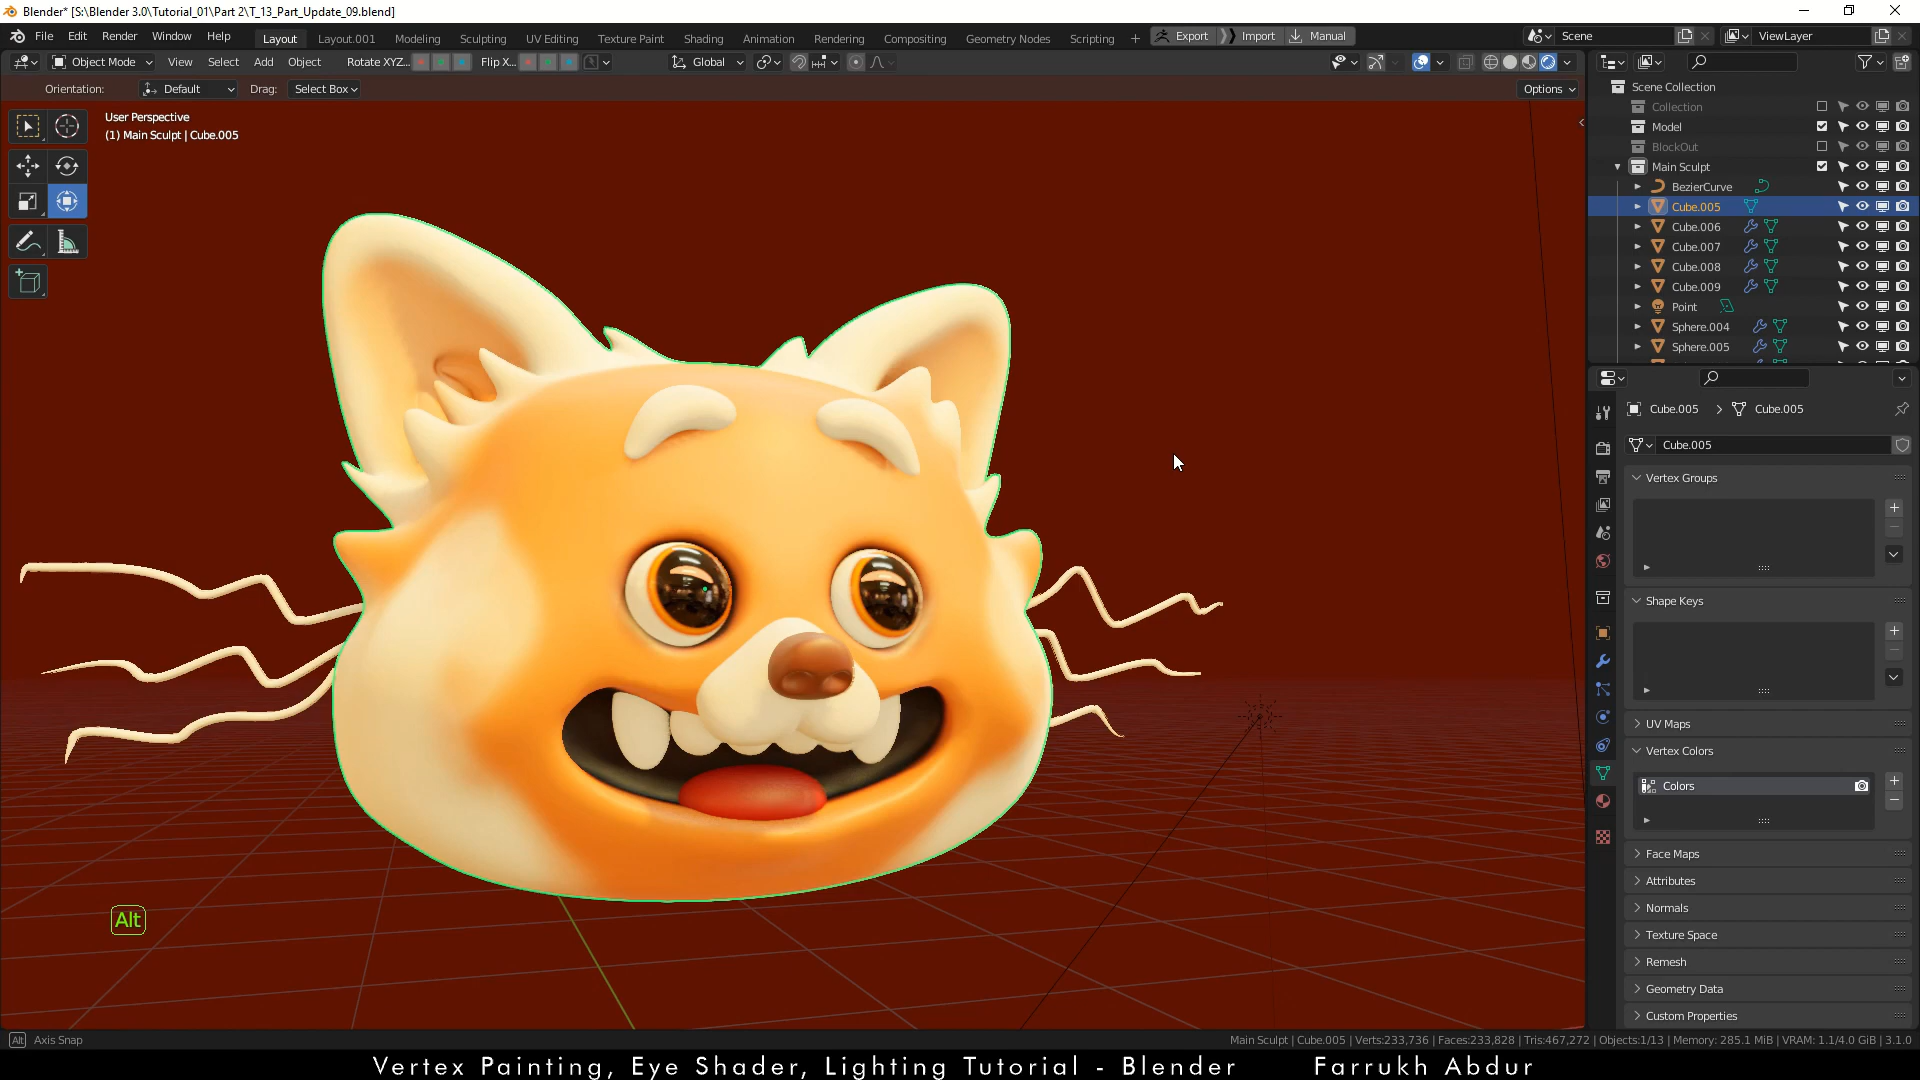 Blender* [S:\Blender 3.0\Tutorial_01\Part 2\T_13_Part_Update_09.blend]
File Edit Render Window Help Layout Layout.001 Modeling Sculpting UV Editing Texture Paint Shading Animation Rendering Compositing Geometry Nodes Scripting + Export Import Manual Scene ViewLayer
Object Mode View Select Add Object Rotate XYZ... Flip X... Global
Orientation: Default Drag: Select Box Options
User Perspective
(1) Main Sculpt | Cube.005
Scene Collection
Collection
Model
BlockOut
Main Sculpt
BezierCurve
Cube.005
Cube.006
Cube.007
Cube.008
Cube.009
Point
Sphere.004
Sphere.005
Cube.005 > Cube.005
Cube.005
Vertex Groups
Shape Keys
UV Maps
Vertex Colors
Colors
Face Maps
Attributes
Normals
Texture Space
Remesh
Geometry Data
Custom Properties
Alt
Alt Axis Snap
Main Sculpt | Cube.005 | Verts:233,736 | Faces:233,828 | Tris:467,272 | Objects:1/13 | Memory: 285.1 MiB | VRAM: 1.1/4.0 GiB | 3.1.0
Vertex Painting, Eye Shader, Lighting Tutorial - Blender Farrukh Abdur